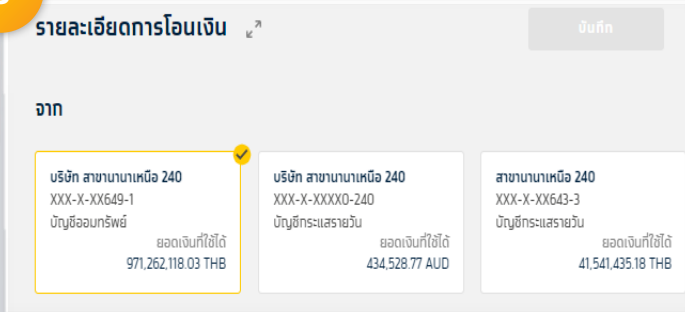 รายละเอียดการโอนเงิน
บันทึก
จาก
บริษัท สาขานานาเหนือ 240
XXX-X-XX649-1
บัญชีออมทรัพย์
ยอดเงินที่ใช้ได้
971,262,118.03 THB
บริษัท สาขานานาเหนือ 240
XXX-X-XXXX0-240
บัญชีกระแสรายวัน
ยอดเงินที่ใช้ได้
434,528.77 AUD
สาขานานาเหนือ 240
XXX-X-XX643-3
บัญชีกระแสรายวัน
ยอดเงินที่ใช้ได้
41,541,435.18 THB